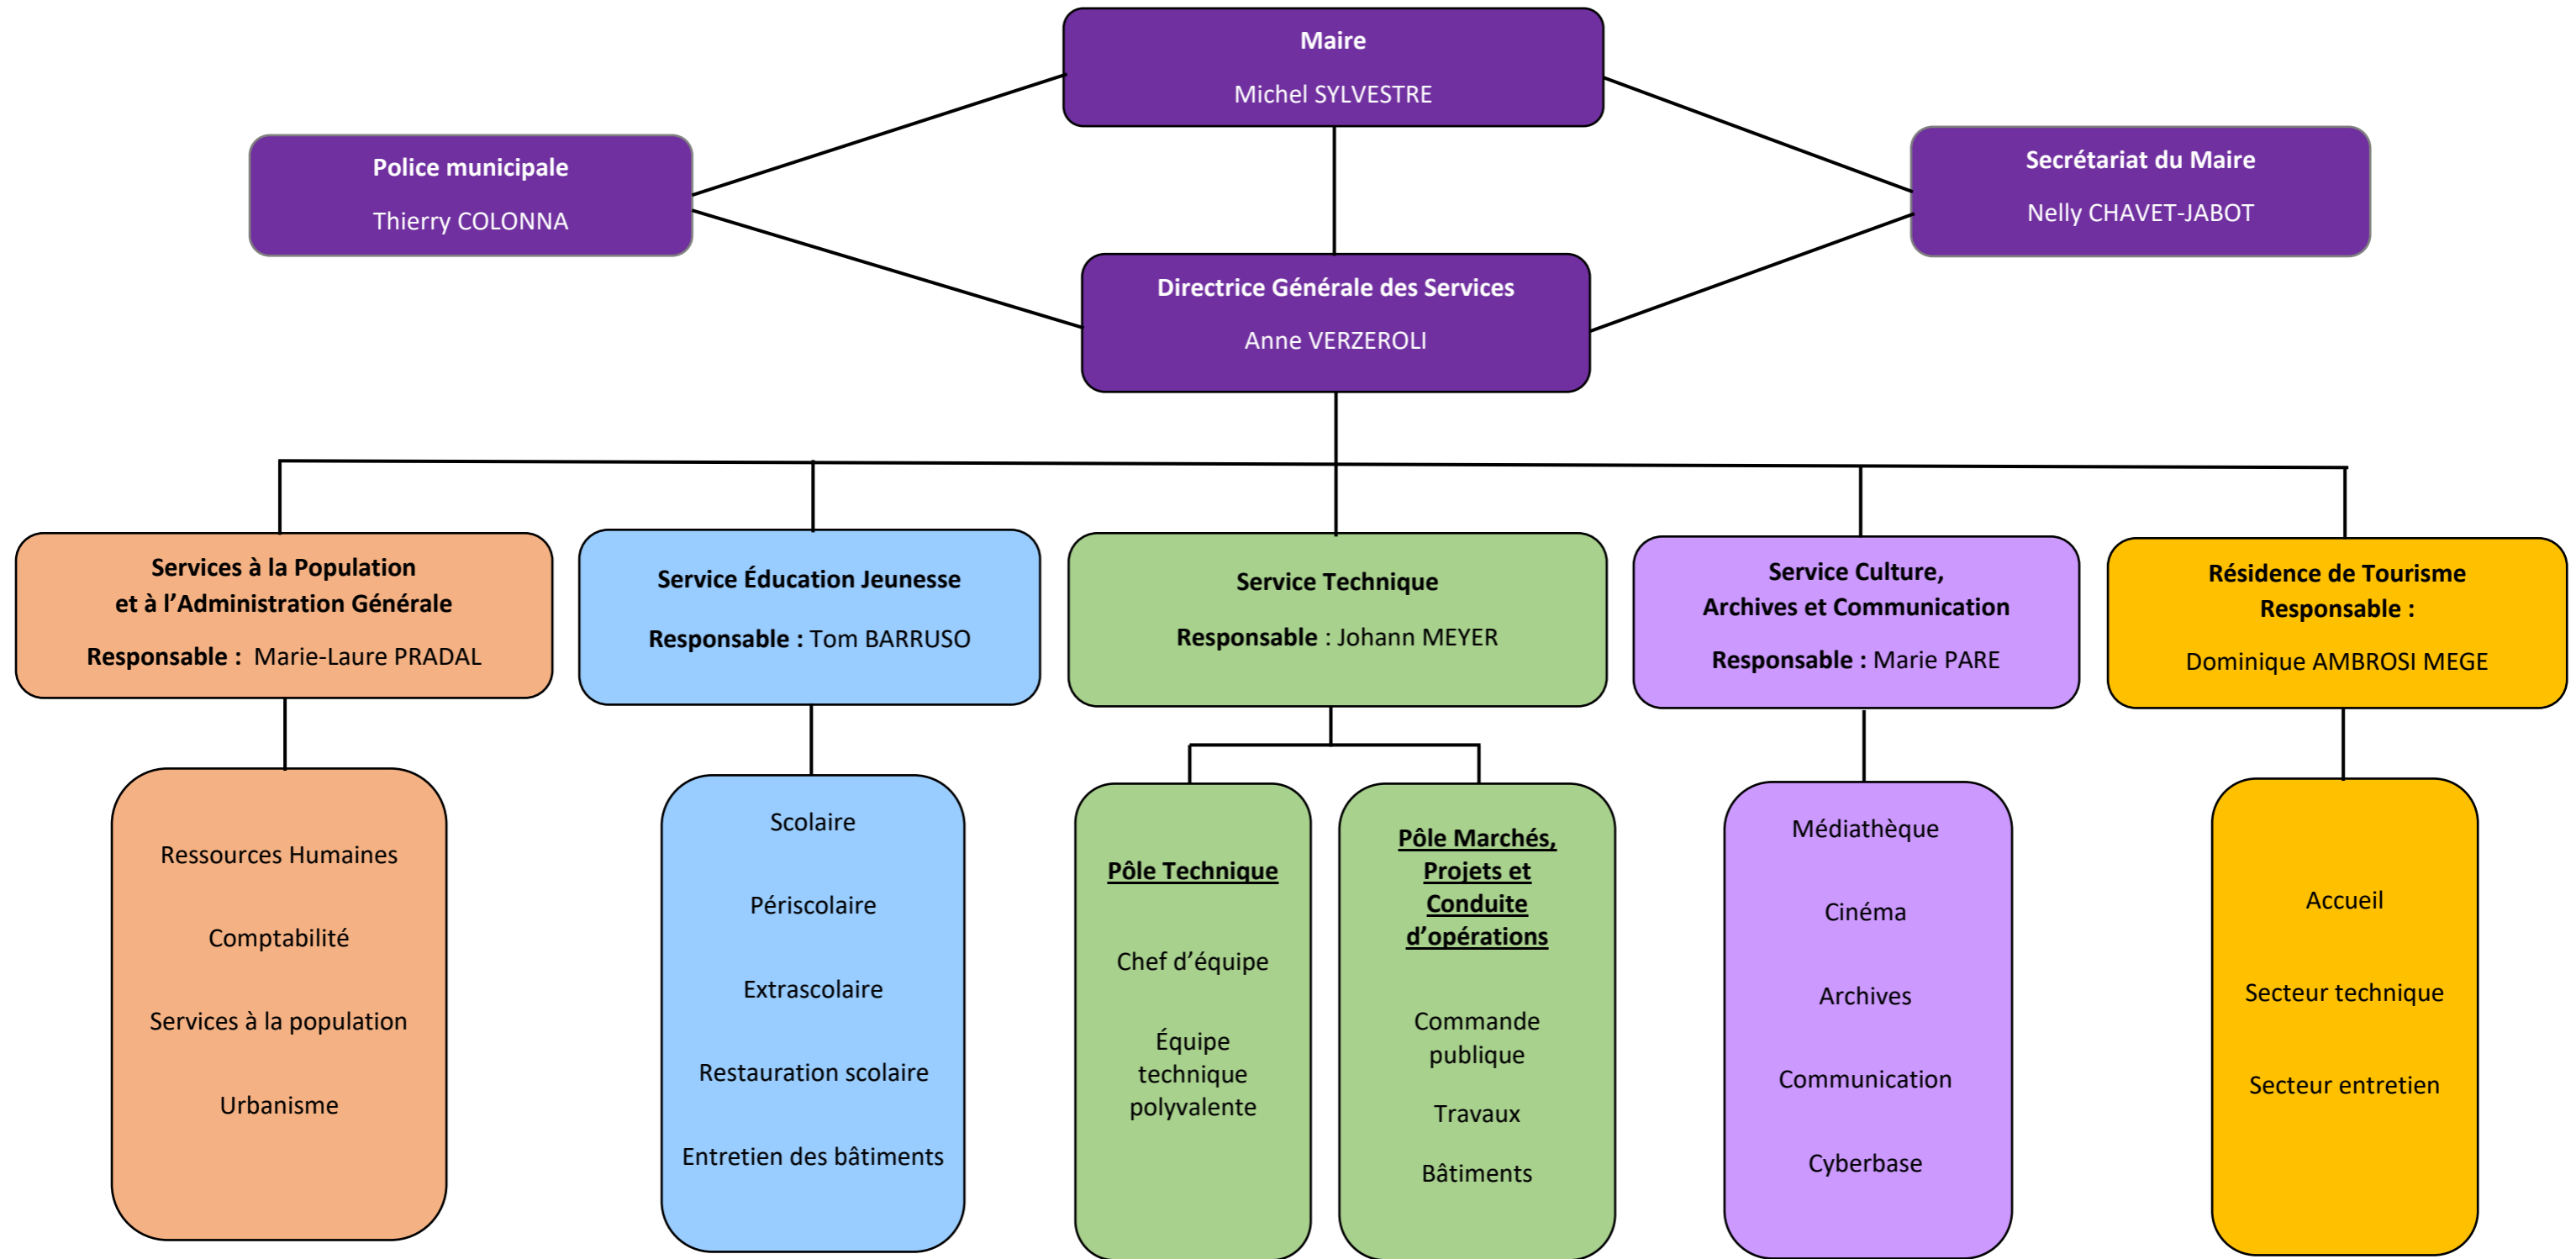 Maire
Michel SYLVESTRE
Police municipale
Thierry COLONNA
Secrétariat du Maire
Nelly CHAVET-JABOT
Directrice Générale des Services
Anne VERZEROLI
Services à la Population
et à l’Administration Générale
Responsable : Marie-Laure PRADAL
Service Éducation Jeunesse
Responsable : Tom BARRUSO
Service Technique
Responsable : Johann MEYER
Service Culture,
Archives et Communication
Responsable : Marie PARE
Résidence de Tourisme
Responsable :
Dominique AMBROSI MEGE
Ressources Humaines
Comptabilité
Services à la population
Urbanisme
Scolaire
Périscolaire
Extrascolaire
Restauration scolaire
Entretien des bâtiments
Pôle Technique
Chef d’équipe
Équipe
technique
polyvalente
Pôle Marchés,
Projets et
Conduite
d’opérations
Commande
publique
Travaux
Bâtiments
Médiathèque
Cinéma
Archives
Communication
Cyberbase
Accueil
Secteur technique
Secteur entretien